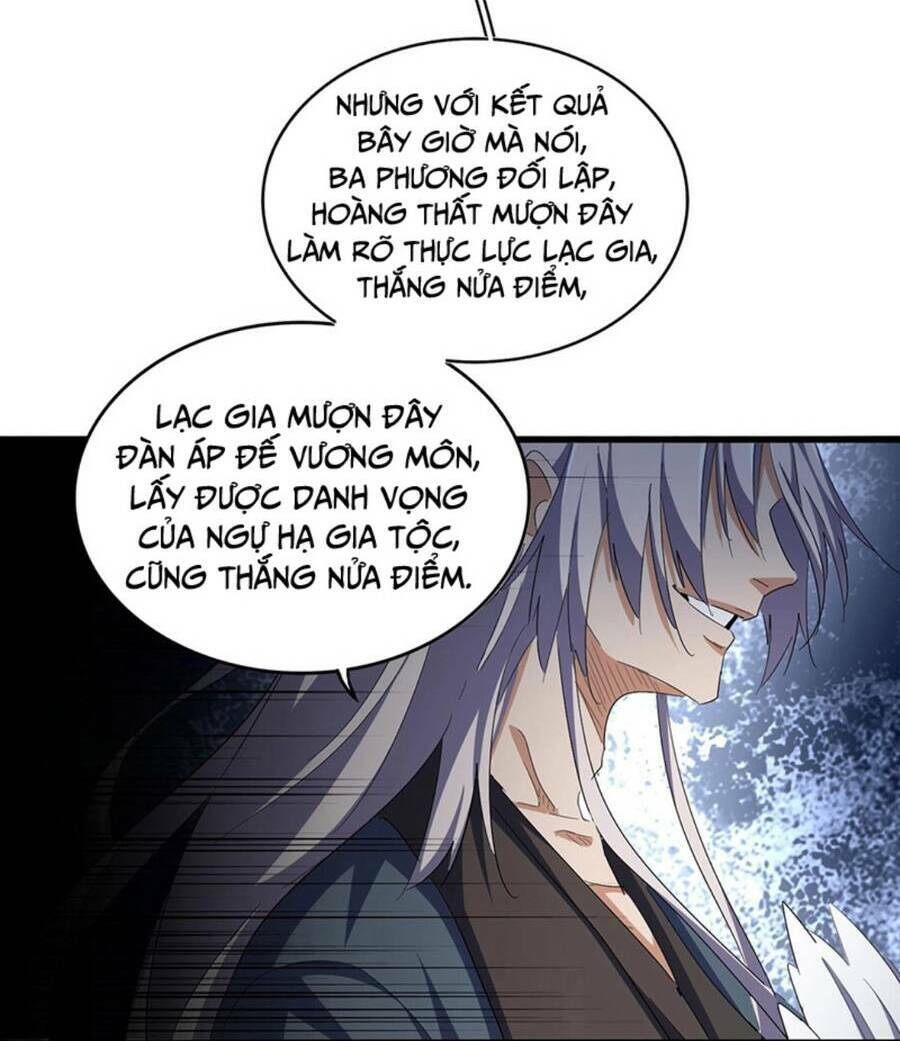 NHƯNG VỚI KẾT QUẢ
BÂY GIỜ MÀ NÓI,
BA PHƯƠNG ĐỐI LẬP,
HOÀNG THẤT MƯỢN ĐÂY
LÀM RÕ THỰC LỰC LẠC GIA,
THẮNG NỬA ĐIỂM,
LẠC GIA MƯỢN ĐÂY
ĐÀN ÁP ĐẾ VƯƠNG MÔN,
LẤY ĐƯỢC DANH VỌNG
CỦA NGỰ HẠ GIA TỘC,
CŨNG THẮNG NỬA ĐIỂM.